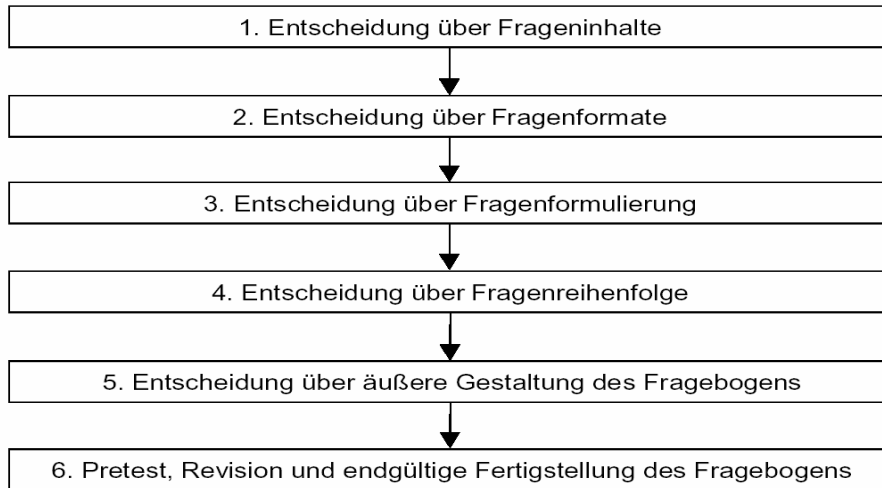 1. Entscheidung über Frageninhalte
2. Entscheidung über Fragenformate
3. Entscheidung über Fragenformulierung
4. Entscheidung über Fragenreihenfolge
5. Entscheidung über äußere Gestaltung des Fragebogens
6. Pretest, Revision und endgültige Fertigstellung des Fragebogens